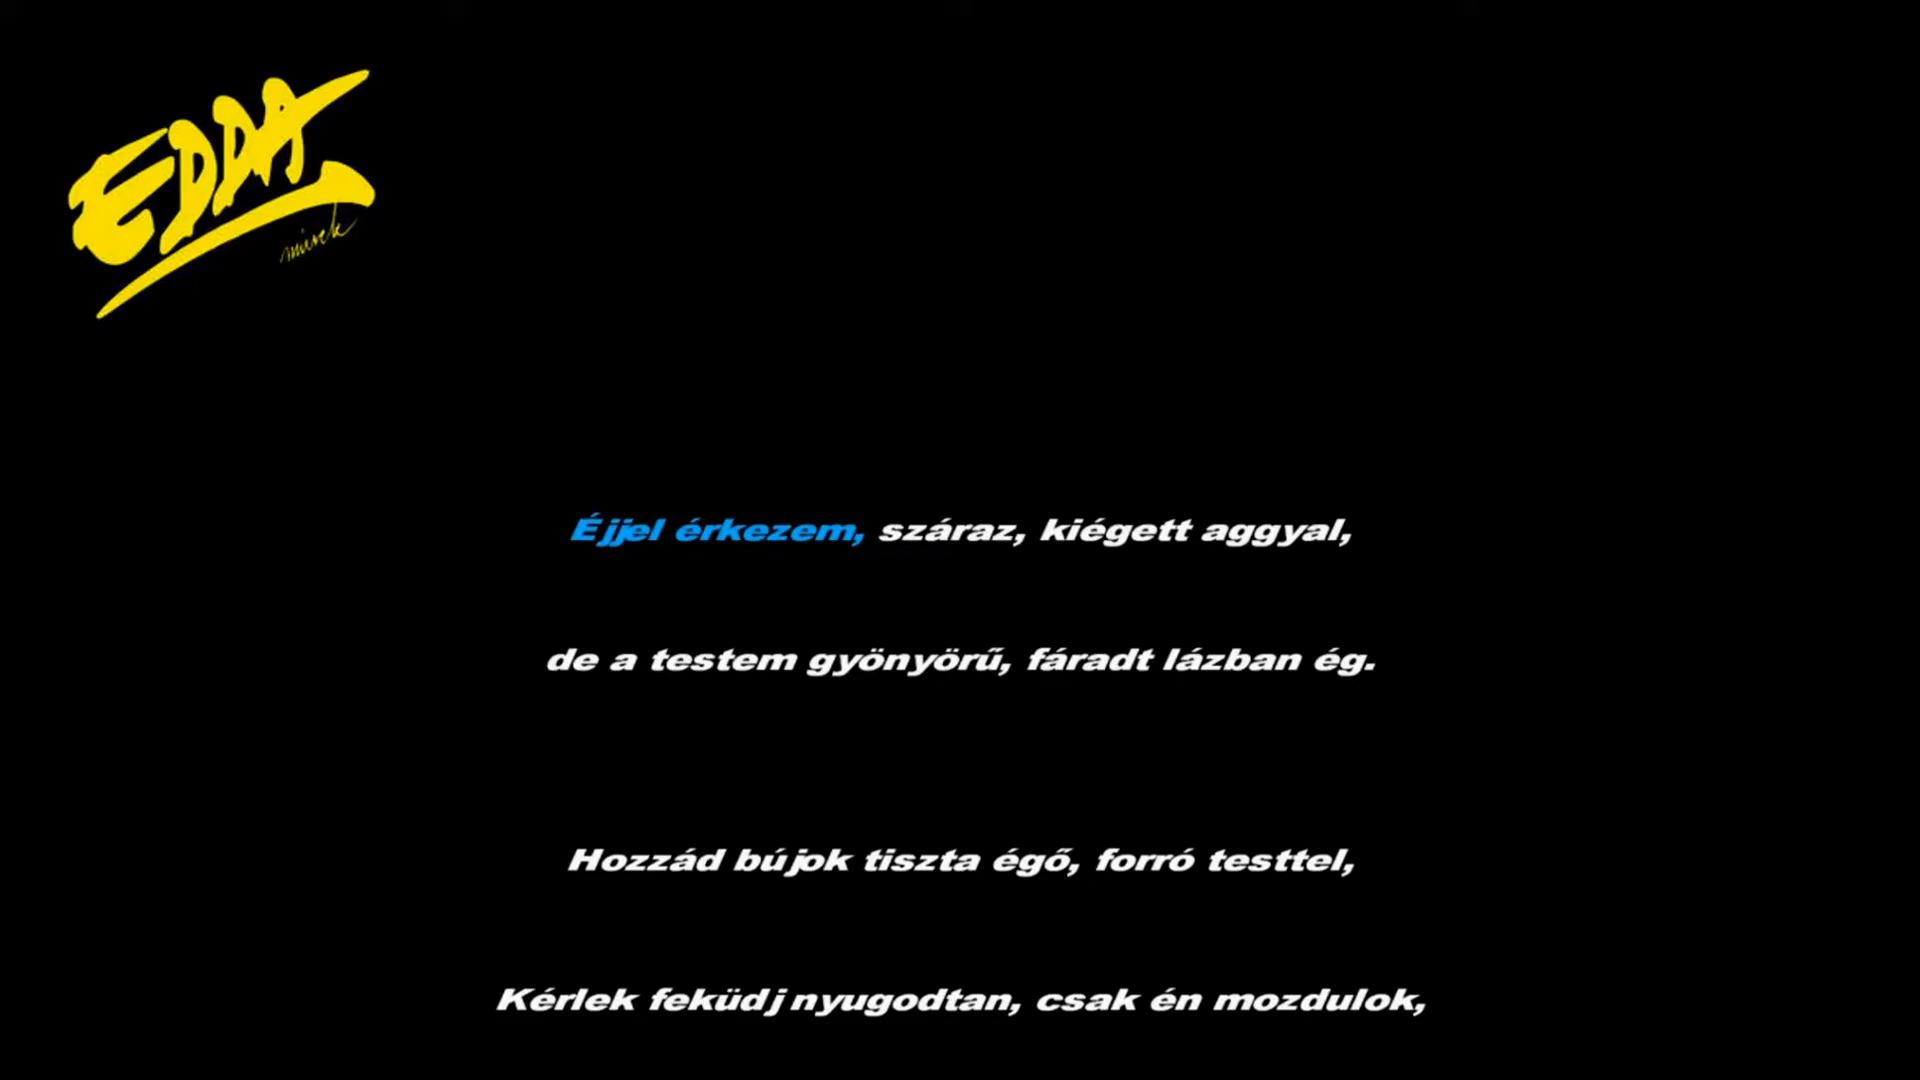 EDDA
művek
Éjjel érkezem, száraz, kiégett aggyal,
de a testem gyönyörű, fáradt lázban ég.
Hozzád bújok tiszta égő, forró testtel,
Kérlek feküdj nyugodtan, csak én mozdulok,